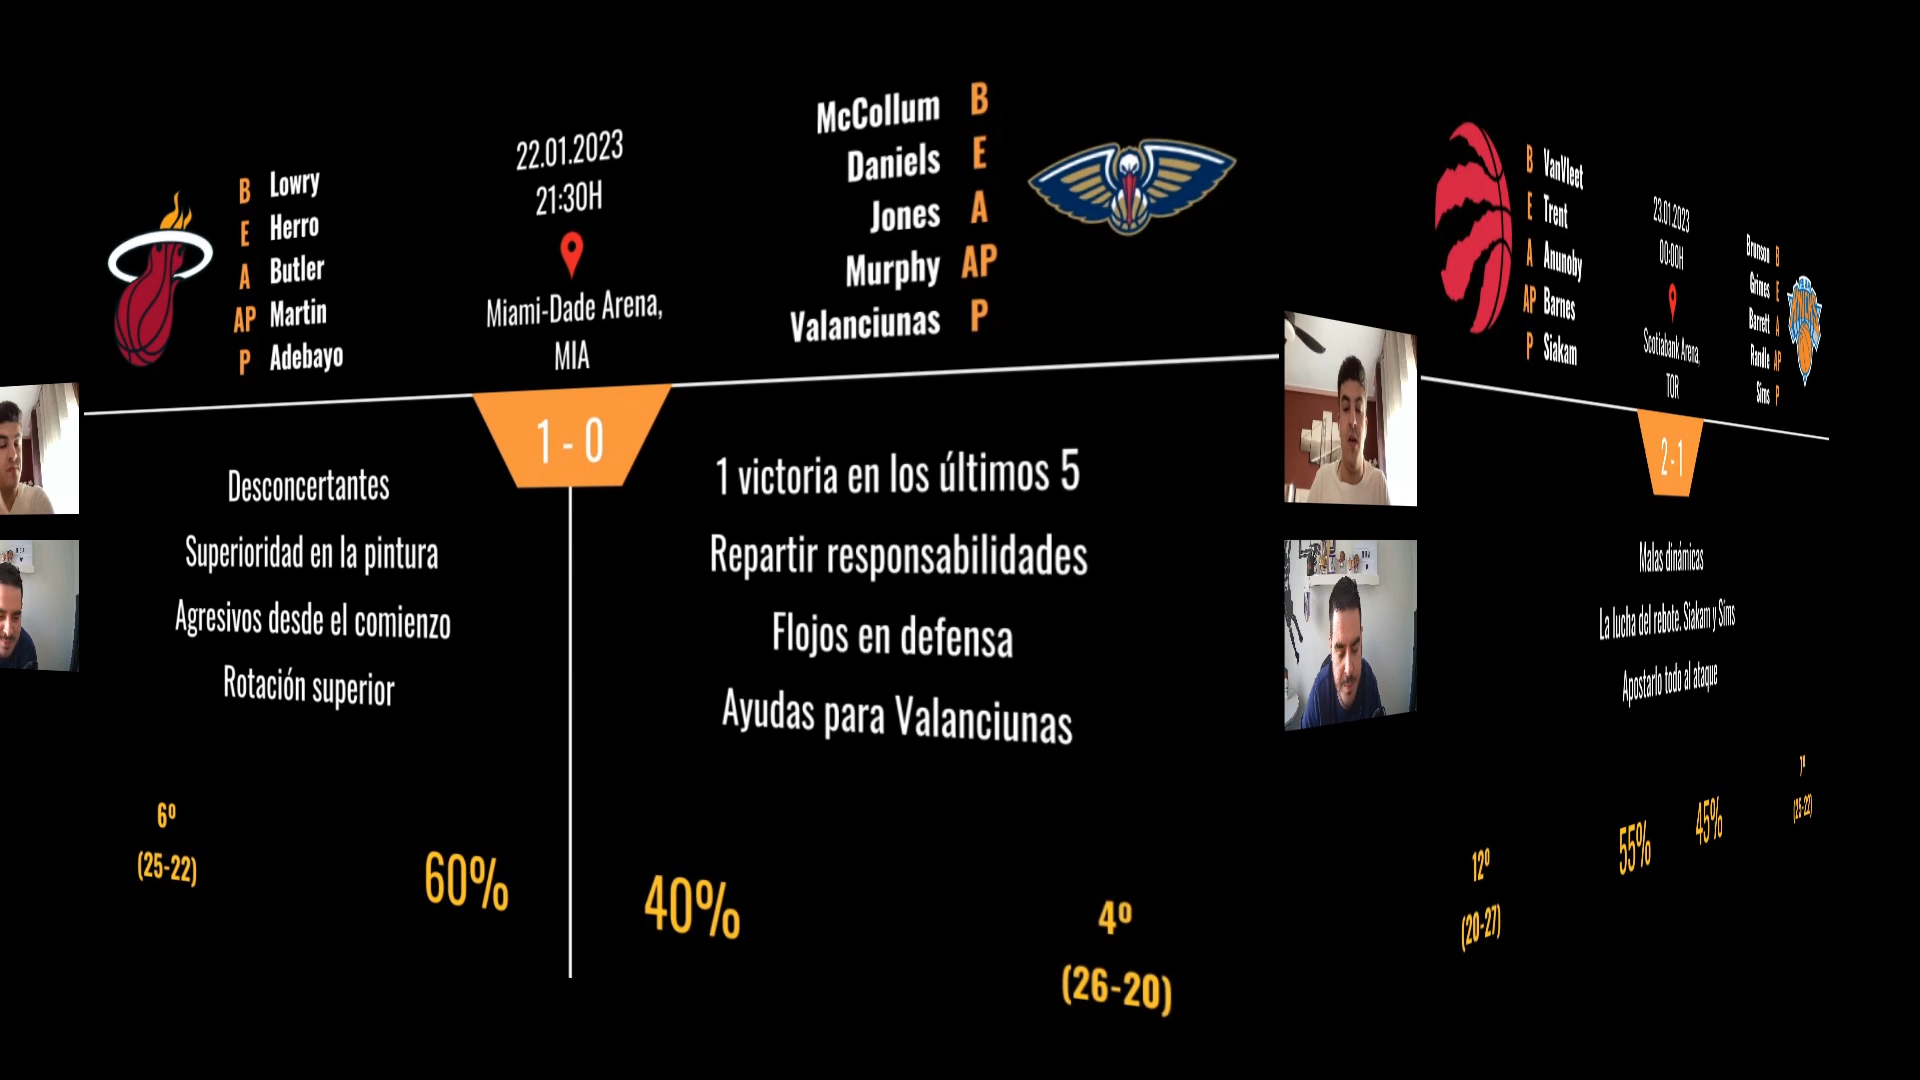 B Lowry
E Herro
A Butler
AP Martin
P Adebayo
22.01.2023
21:30H
Miami-Dade Arena,
MIA
McCollum B
Daniels E
Jones A
Murphy AP
Valanciunas P
1 - 0
Desconcertantes
Superioridad en la pintura
Agresivos desde el comienzo
Rotación superior
1 victoria en los últimos 5
Repartir responsabilidades
Flojos en defensa
Ayudas para Valanciunas
6º
(25-22)
60%
40%
4º
(26-20)
B VanVleet
E Trent
A Anunoby
AP Barnes
P Siakam
23.01.2023
00:00H
Scotiabank Arena,
TOR
Brunson B
Grimes E
Barrett A
Randle AP
Sims P
KNICKS
2 - 1
Malas dinámicas
La lucha del rebote. Siakam y Sims
Apostarlo todo al ataque
12º
(20-27)
55%
45%
7º
(25-22)